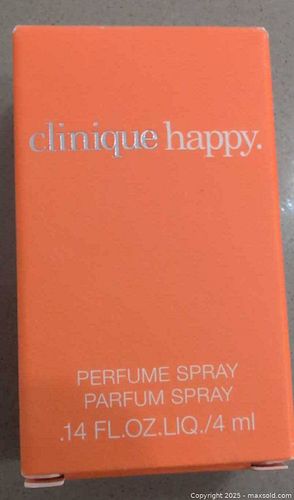 clinique happy.
PERFUME SPRAY
PARFUM SPRAY
.14 FL.OZ.LIQ./4 ml
Copyright © 2025 - maxsold.com